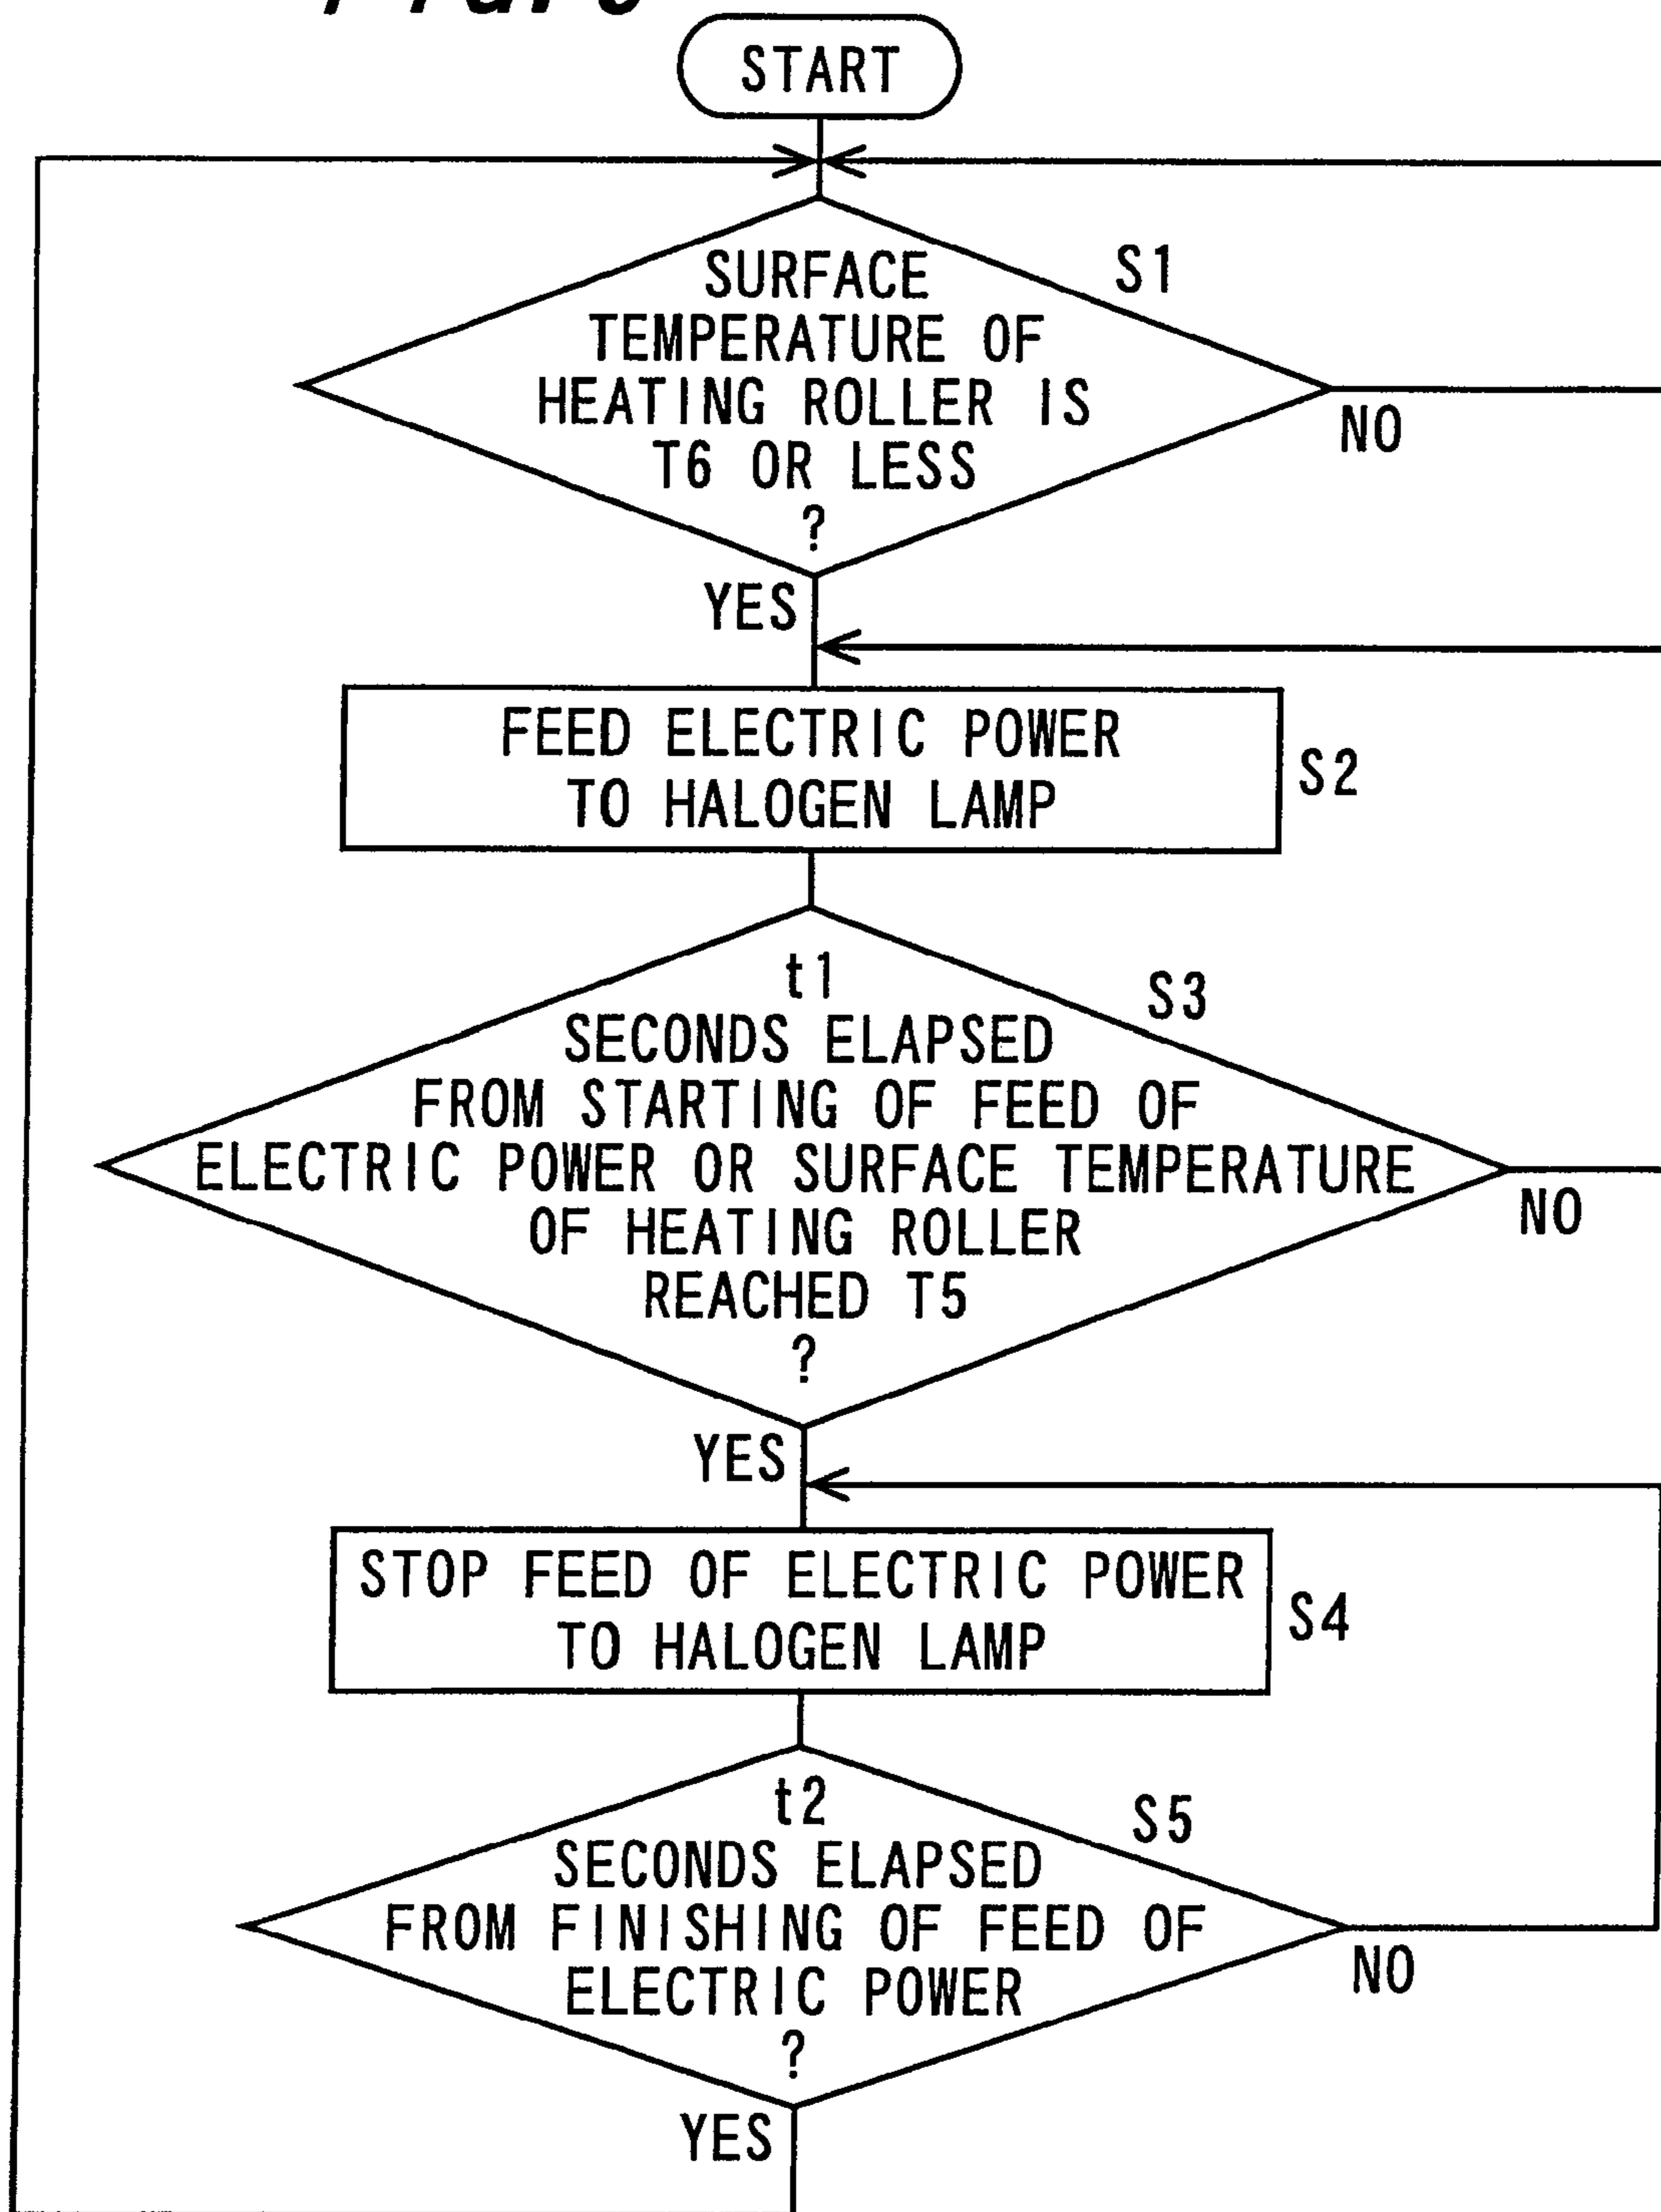 START
SURFACE
TEMPERATURE OF
HEATING ROLLER IS
T6 OR LESS
?
S1
NO
YES
FEED ELECTRIC POWER
TO HALOGEN LAMP
S2
t1
SECONDS ELAPSED
FROM STARTING OF FEED OF
ELECTRIC POWER OR SURFACE TEMPERATURE
OF HEATING ROLLER
REACHED T5
?
S3
NO
YES
STOP FEED OF ELECTRIC POWER
TO HALOGEN LAMP
S4
t2
SECONDS ELAPSED
FROM FINISHING OF FEED OF
ELECTRIC POWER
?
S5
NO
YES